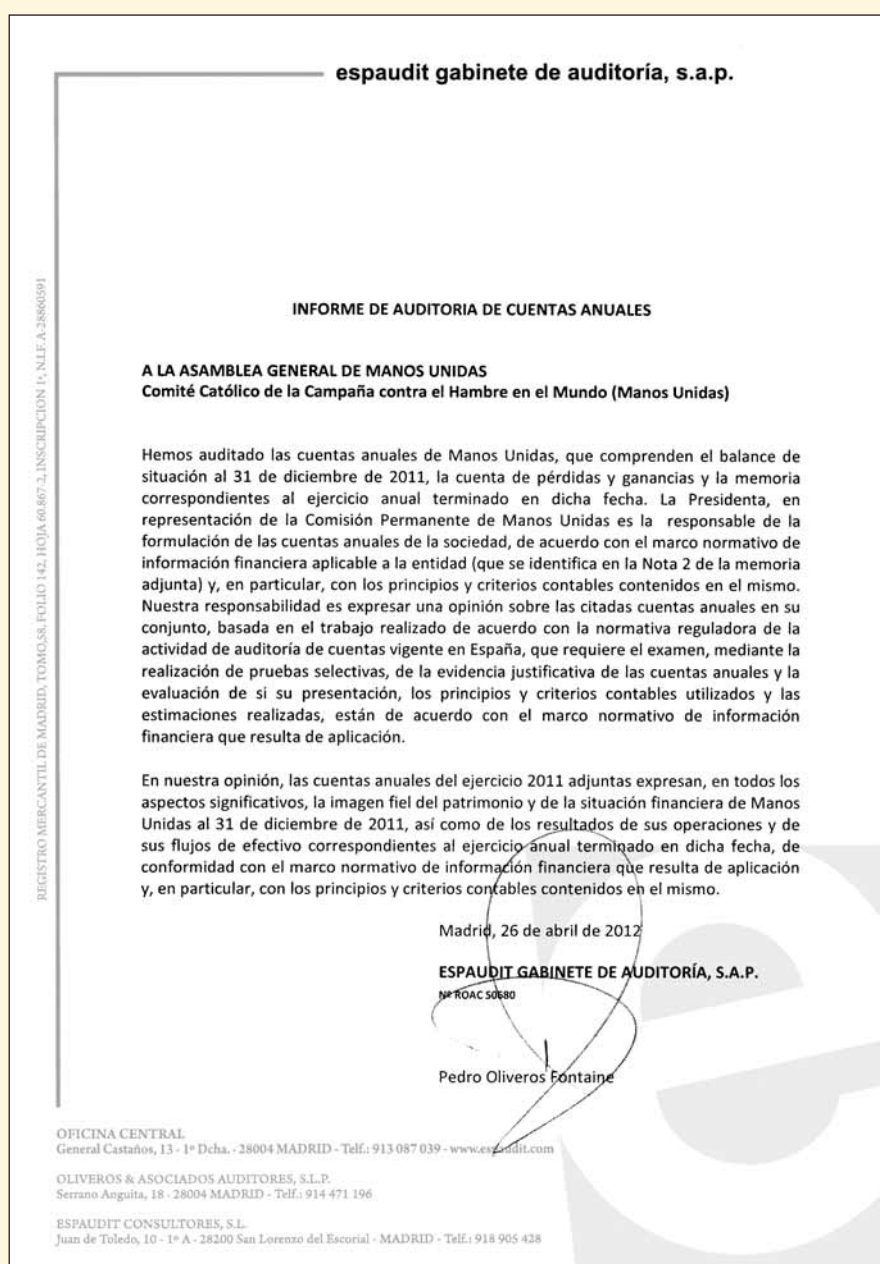 espaudit gabinete de auditoría, s.a.p.
REGISTRO MERCANTIL DE MADRID, TOMO,58, FOLIO 142, HOJA 60.867-2, INSCRIPCION 1ª, N.I.F. A-28860591
INFORME DE AUDITORIA DE CUENTAS ANUALES
A LA ASAMBLEA GENERAL DE MANOS UNIDAS
Comité Católico de la Campaña contra el Hambre en el Mundo (Manos Unidas)
Hemos auditado las cuentas anuales de Manos Unidas, que comprenden el balance de
situación al 31 de diciembre de 2011, la cuenta de pérdidas y ganancias y la memoria
correspondientes al ejercicio anual terminado en dicha fecha. La Presidenta, en
representación de la Comisión Permanente de Manos Unidas es la responsable de la
formulación de las cuentas anuales de la sociedad, de acuerdo con el marco normativo de
información financiera aplicable a la entidad (que se identifica en la Nota 2 de la memoria
adjunta) y, en particular, con los principios y criterios contables contenidos en el mismo.
Nuestra responsabilidad es expresar una opinión sobre las citadas cuentas anuales en su
conjunto, basada en el trabajo realizado de acuerdo con la normativa reguladora de la
actividad de auditoría de cuentas vigente en España, que requiere el examen, mediante la
realización de pruebas selectivas, de la evidencia justificativa de las cuentas anuales y la
evaluación de si su presentación, los principios y criterios contables utilizados y las
estimaciones realizadas, están de acuerdo con el marco normativo de información
financiera que resulta de aplicación.
En nuestra opinión, las cuentas anuales del ejercicio 2011 adjuntas expresan, en todos los
aspectos significativos, la imagen fiel del patrimonio y de la situación financiera de Manos
Unidas al 31 de diciembre de 2011, así como de los resultados de sus operaciones y de
sus flujos de efectivo correspondientes al ejercicio anual terminado en dicha fecha, de
conformidad con el marco normativo de información financiera que resulta de aplicación
y, en particular, con los principios y criterios contables contenidos en el mismo.
Madrid, 26 de abril de 2012
ESPAUDIT GABINETE DE AUDITORÍA, S.A.P.
Nº ROAC S0680
Pedro Oliveros Fontaine
OFICINA CENTRAL
General Castaños, 13 - 1º Dcha. - 28004 MADRID - Telf.: 913 087 039 - www.espaudit.com
OLIVEROS & ASOCIADOS AUDITORES, S.L.P.
Serrano Anguita, 18 - 28004 MADRID - Telf.: 914 471 196
ESPAUDIT CONSULTORES, S.L.
Juan de Toledo, 10 - 1º A - 28200 San Lorenzo del Escorial - MADRID - Telf.: 918 905 428